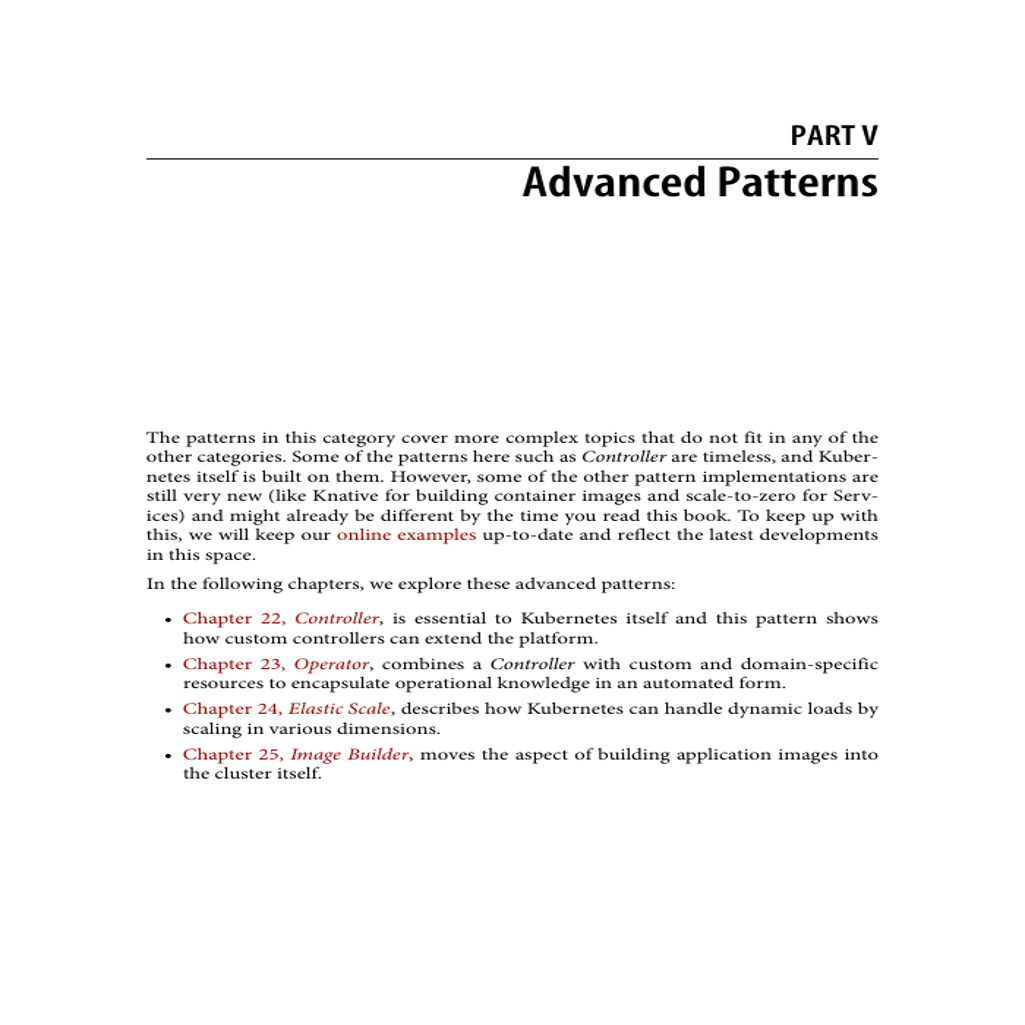 PART V
Advanced Patterns
The patterns in this category cover more complex topics that do not fit in any of the
other categories. Some of the patterns here such as Controller are timeless, and Kuber-
netes itself is built on them. However, some of the other pattern implementations are
still very new (like Knative for building container images and scale-to-zero for Serv-
ices) and might already be different by the time you read this book. To keep up with
this, we will keep our online examples up-to-date and reflect the latest developments
in this space.
In the following chapters, we explore these advanced patterns:
• Chapter 22, Controller, is essential to Kubernetes itself and this pattern shows
how custom controllers can extend the platform.
• Chapter 23, Operator, combines a Controller with custom and domain-specific
resources to encapsulate operational knowledge in an automated form.
• Chapter 24, Elastic Scale, describes how Kubernetes can handle dynamic loads by
scaling in various dimensions.
• Chapter 25, Image Builder, moves the aspect of building application images into
the cluster itself.